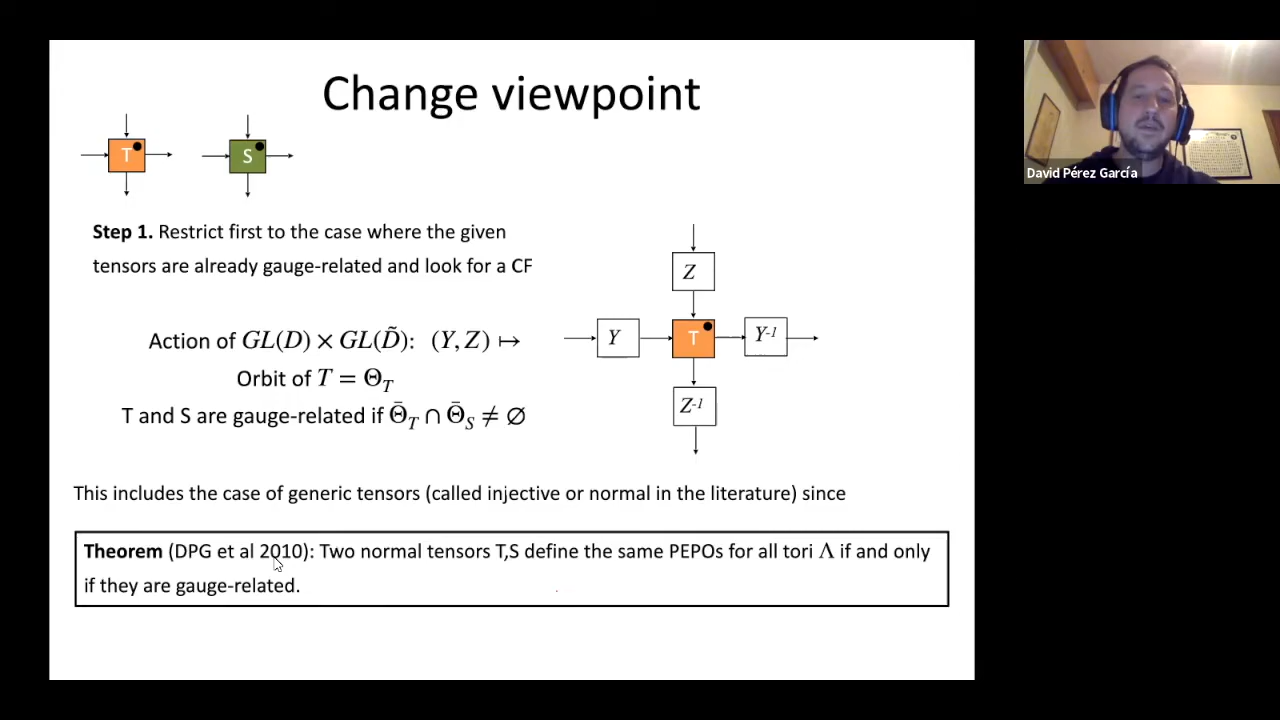 Change viewpoint
T
S
Step 1. Restrict first to the case where the given
tensors are already gauge-related and look for a CF
Z
Y
T
Y⁻¹
Z⁻¹
Action of GL(D) × GL(D̃): (Y, Z) ↦
Orbit of T = Θ_T
T and S are gauge-related if Θ̄_T ∩ Θ̄_S ≠ ∅
This includes the case of generic tensors (called injective or normal in the literature) since
Theorem (DPG et al 2010): Two normal tensors T,S define the same PEPOs for all tori Λ if and only
if they are gauge-related.
David Pérez García